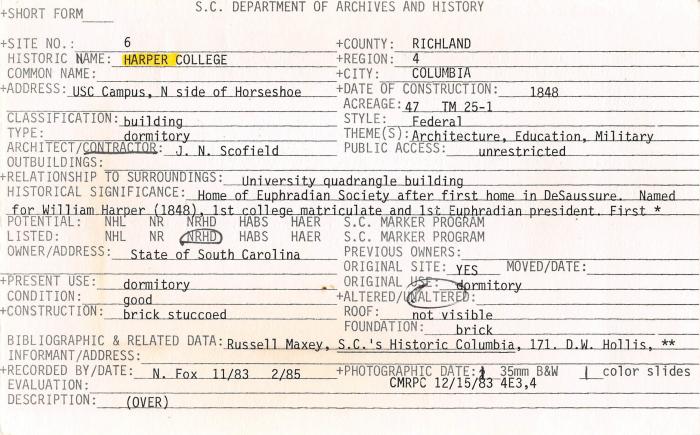 S.C. DEPARTMENT OF ARCHIVES AND HISTORY
+SHORT FORM
+SITE NO.: 6 +COUNTY: RICHLAND
HISTORIC NAME: HARPER COLLEGE +REGION: 4
COMMON NAME: +CITY: COLUMBIA
+ADDRESS: USC Campus, N side of Horseshoe +DATE OF CONSTRUCTION: 1848
ACREAGE: 47 TM 25-1
CLASSIFICATION: building STYLE: Federal
TYPE: dormitory THEME(S): Architecture, Education, Military
ARCHITECT/CONTRACTOR: J. N. Scofield PUBLIC ACCESS: unrestricted
OUTBUILDINGS:
+RELATIONSHIP TO SURROUNDINGS: University quadrangle building
HISTORICAL SIGNIFICANCE: Home of Euphradian Society after first home in DeSaussure. Named
for William Harper (1848), 1st college matriculate and 1st Euphradian president. First *
POTENTIAL: NHL NR NRHD HABS HAER S.C. MARKER PROGRAM
LISTED: NHL NR NRHD HABS HAER S.C. MARKER PROGRAM
OWNER/ADDRESS: State of South Carolina PREVIOUS OWNERS:
ORIGINAL SITE: YES MOVED/DATE:
+PRESENT USE: dormitory ORIGINAL USE: dormitory
CONDITION: good +ALTERED/UNALTERED:
+CONSTRUCTION: brick stuccoed ROOF: not visible
FOUNDATION: brick
BIBLIOGRAPHIC & RELATED DATA: Russell Maxey, S.C.'s Historic Columbia, 171. D.W. Hollis, **
INFORMANT/ADDRESS:
+RECORDED BY/DATE: N. Fox 11/83 2/85 +PHOTOGRAPHIC DATE: 1 35mm B&W 1 color slides
EVALUATION: CMRPC 12/15/83 4E3,4
DESCRIPTION: (OVER)